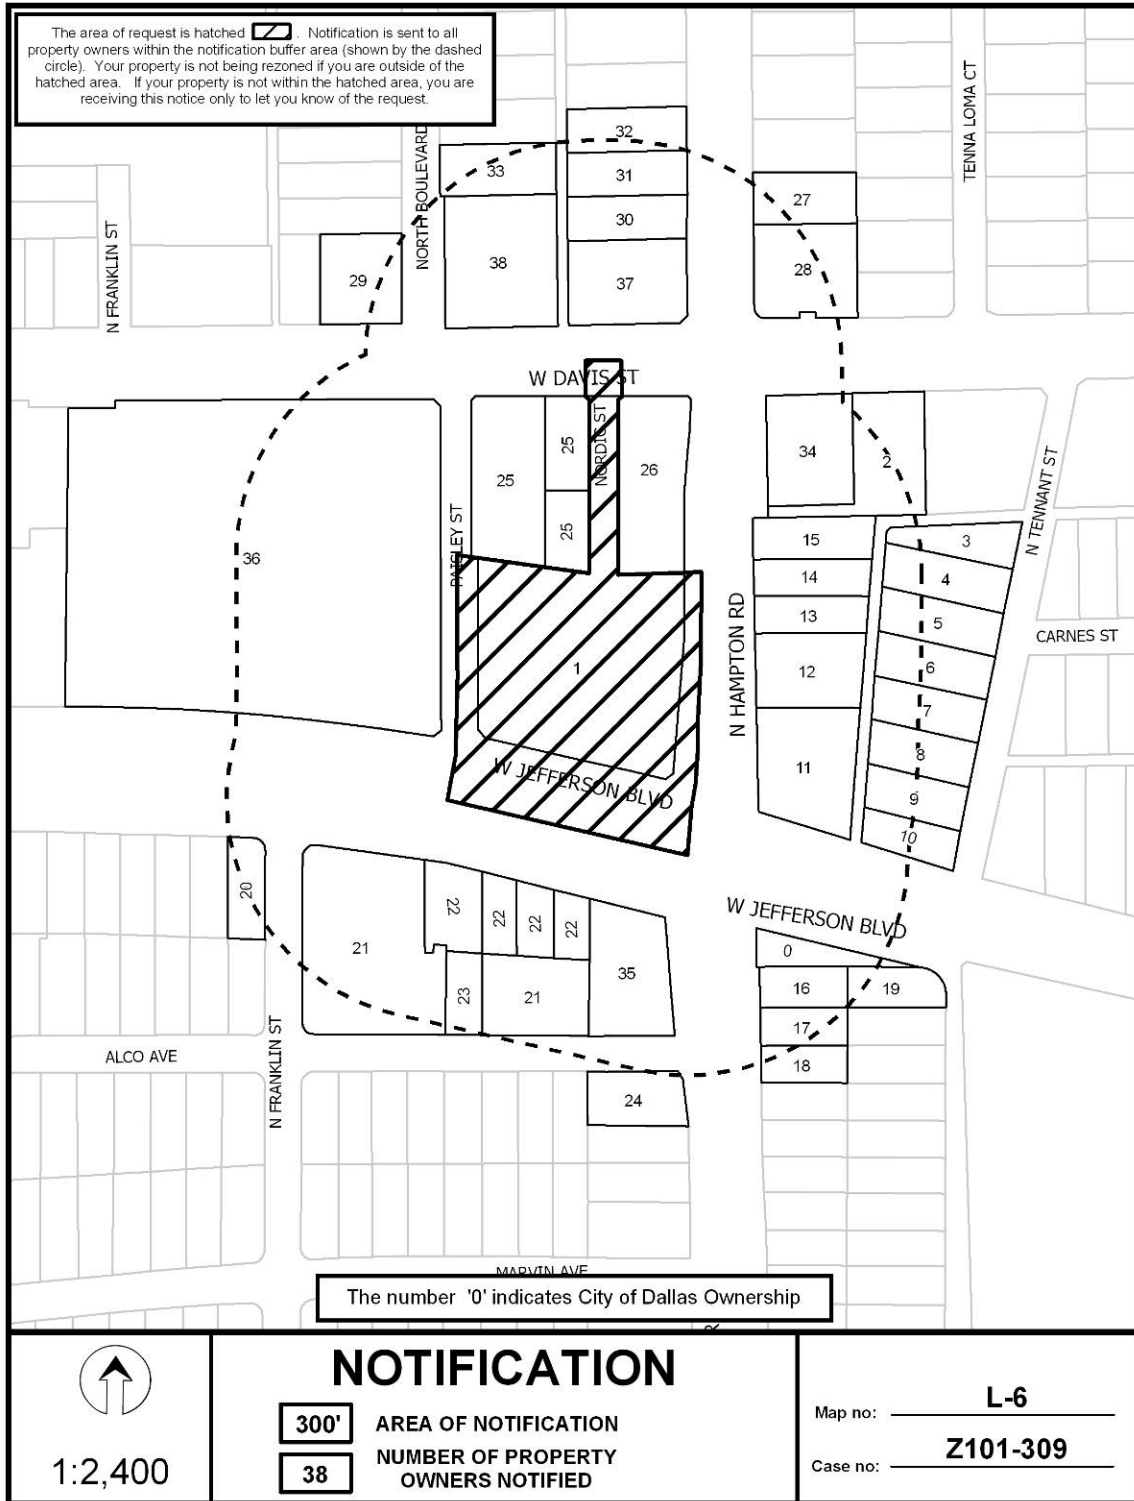 The area of request is hatched . Notification is sent to all
property owners within the notification buffer area (shown by the dashed
circle). Your property is not being rezoned if you are outside of the
hatched area. If your property is not within the hatched area, you are
receiving this notice only to let you know of the request.
TENNA LOMA CT
NORTH BOULEVARD
N FRANKLIN ST
32
33
31
27
30
29
38
37
28
W DAVIS ST
NORDIC ST
25
25
25
26
34
2
N TENNANT ST
PAISLEY ST
36
15
3
14
4
13
5
CARNES ST
N HAMPTON RD
1
12
6
7
11
8
9
10
W JEFFERSON BLVD
W JEFFERSON BLVD
20
22
22
22
22
21
35
23
21
0
16
19
17
18
ALCO AVE
N FRANKLIN ST
24
MARVIN AVE
R
The number '0' indicates City of Dallas Ownership
1:2,400
NOTIFICATION
300' AREA OF NOTIFICATION
38 NUMBER OF PROPERTY
OWNERS NOTIFIED
Map no: L-6
Case no: Z101-309